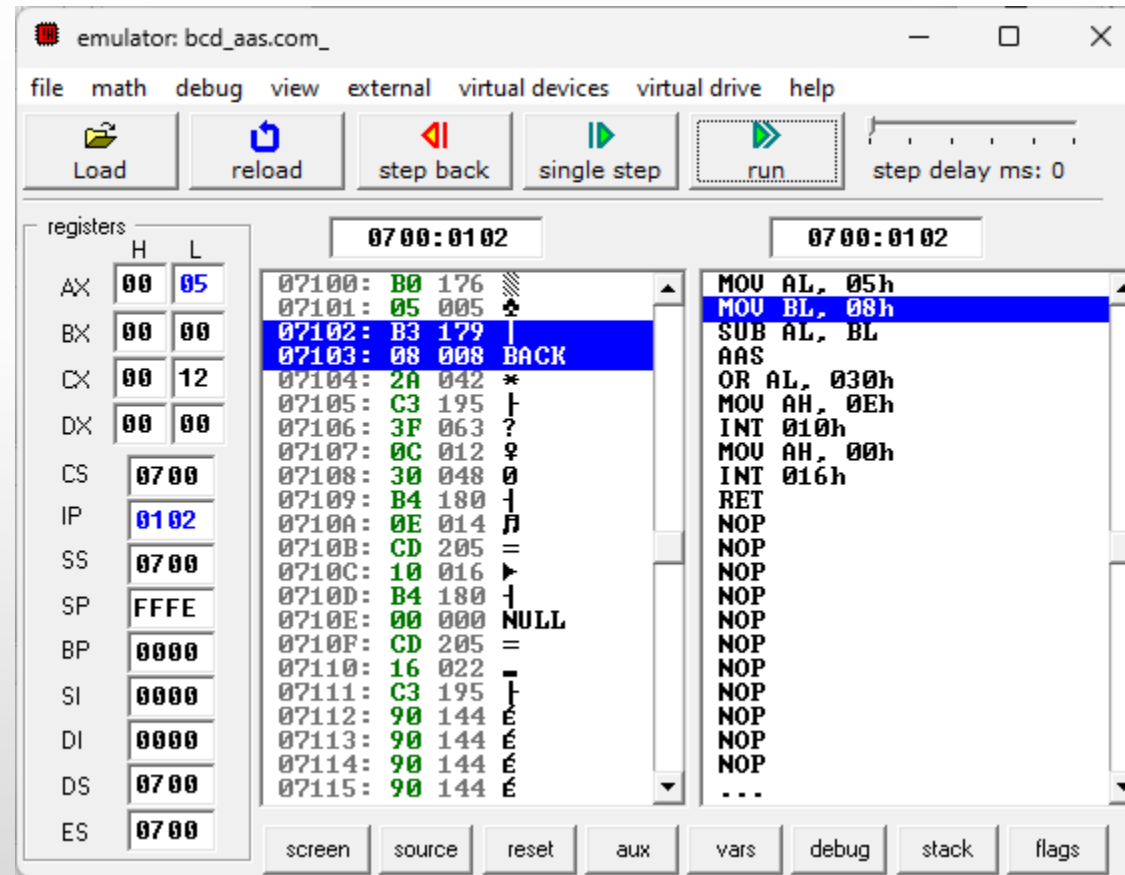 emulator: bcd_aas.com_
file math debug view external virtual devices virtual drive help
Load reload step back single step run step delay ms: 0
registers
H L
AX 00 05
BX 00 00
CX 00 12
DX 00 00
CS 0700
IP 0102
SS 0700
SP FFFE
BP 0000
SI 0000
DI 0000
DS 0700
ES 0700
0700:0102
07100: B0 176 ▒
07101: 05 005 ♣
07102: B3 179 │
07103: 08 008 BACK
07104: 2A 042 *
07105: C3 195 ├
07106: 3F 063 ?
07107: 0C 012 ♀
07108: 30 048 0
07109: B4 180 ┤
0710A: 0E 014 ♫
0710B: CD 205 =
0710C: 10 016 ►
0710D: B4 180 ┤
0710E: 00 000 NULL
0710F: CD 205 =
07110: 16 022 ▬
07111: C3 195 ├
07112: 90 144 É
07113: 90 144 É
07114: 90 144 É
07115: 90 144 É
0700:0102
MOV AL, 05h
MOV BL, 08h
SUB AL, BL
AAS
OR AL, 030h
MOV AH, 0Eh
INT 010h
MOV AH, 00h
INT 016h
RET
NOP
NOP
NOP
NOP
NOP
NOP
NOP
NOP
NOP
NOP
NOP
...
screen source reset aux vars debug stack flags